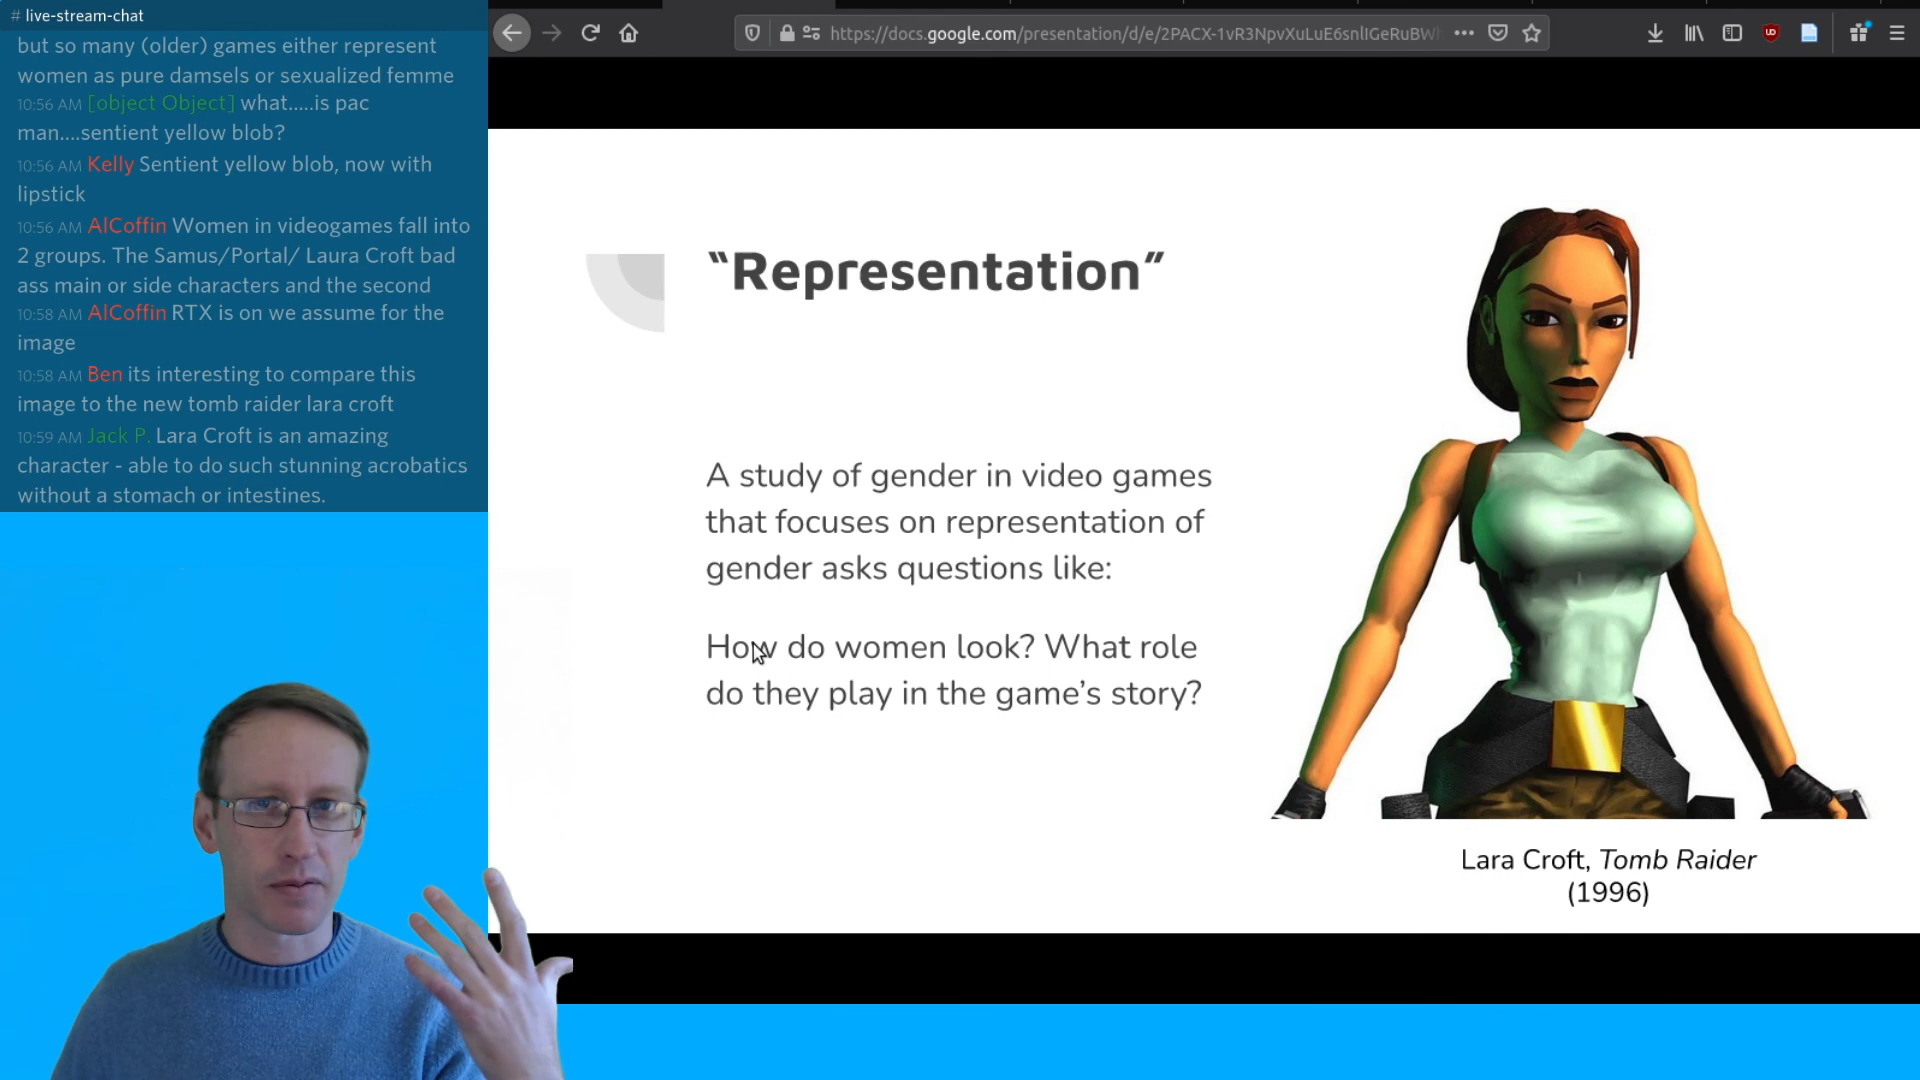 # live-stream-chat
but so many (older) games either represent
women as pure damsels or sexualized femme
10:56 AM [object Object] what.....is pac
man....sentient yellow blob?
10:56 AM Kelly Sentient yellow blob, now with
lipstick
10:56 AM AlCoffin Women in videogames fall into
2 groups. The Samus/Portal/ Laura Croft bad
ass main or side characters and the second
10:58 AM AlCoffin RTX is on we assume for the
image
10:58 AM Ben its interesting to compare this
image to the new tomb raider lara croft
10:59 AM Jack P. Lara Croft is an amazing
character - able to do such stunning acrobatics
without a stomach or intestines.
https://docs.google.com/presentation/d/e/2PACX-1vR3NpvXuLuE6snlIGeRuBW
“Representation”
A study of gender in video games
that focuses on representation of
gender asks questions like:
How do women look? What role
do they play in the game’s story?
Lara Croft, Tomb Raider
(1996)